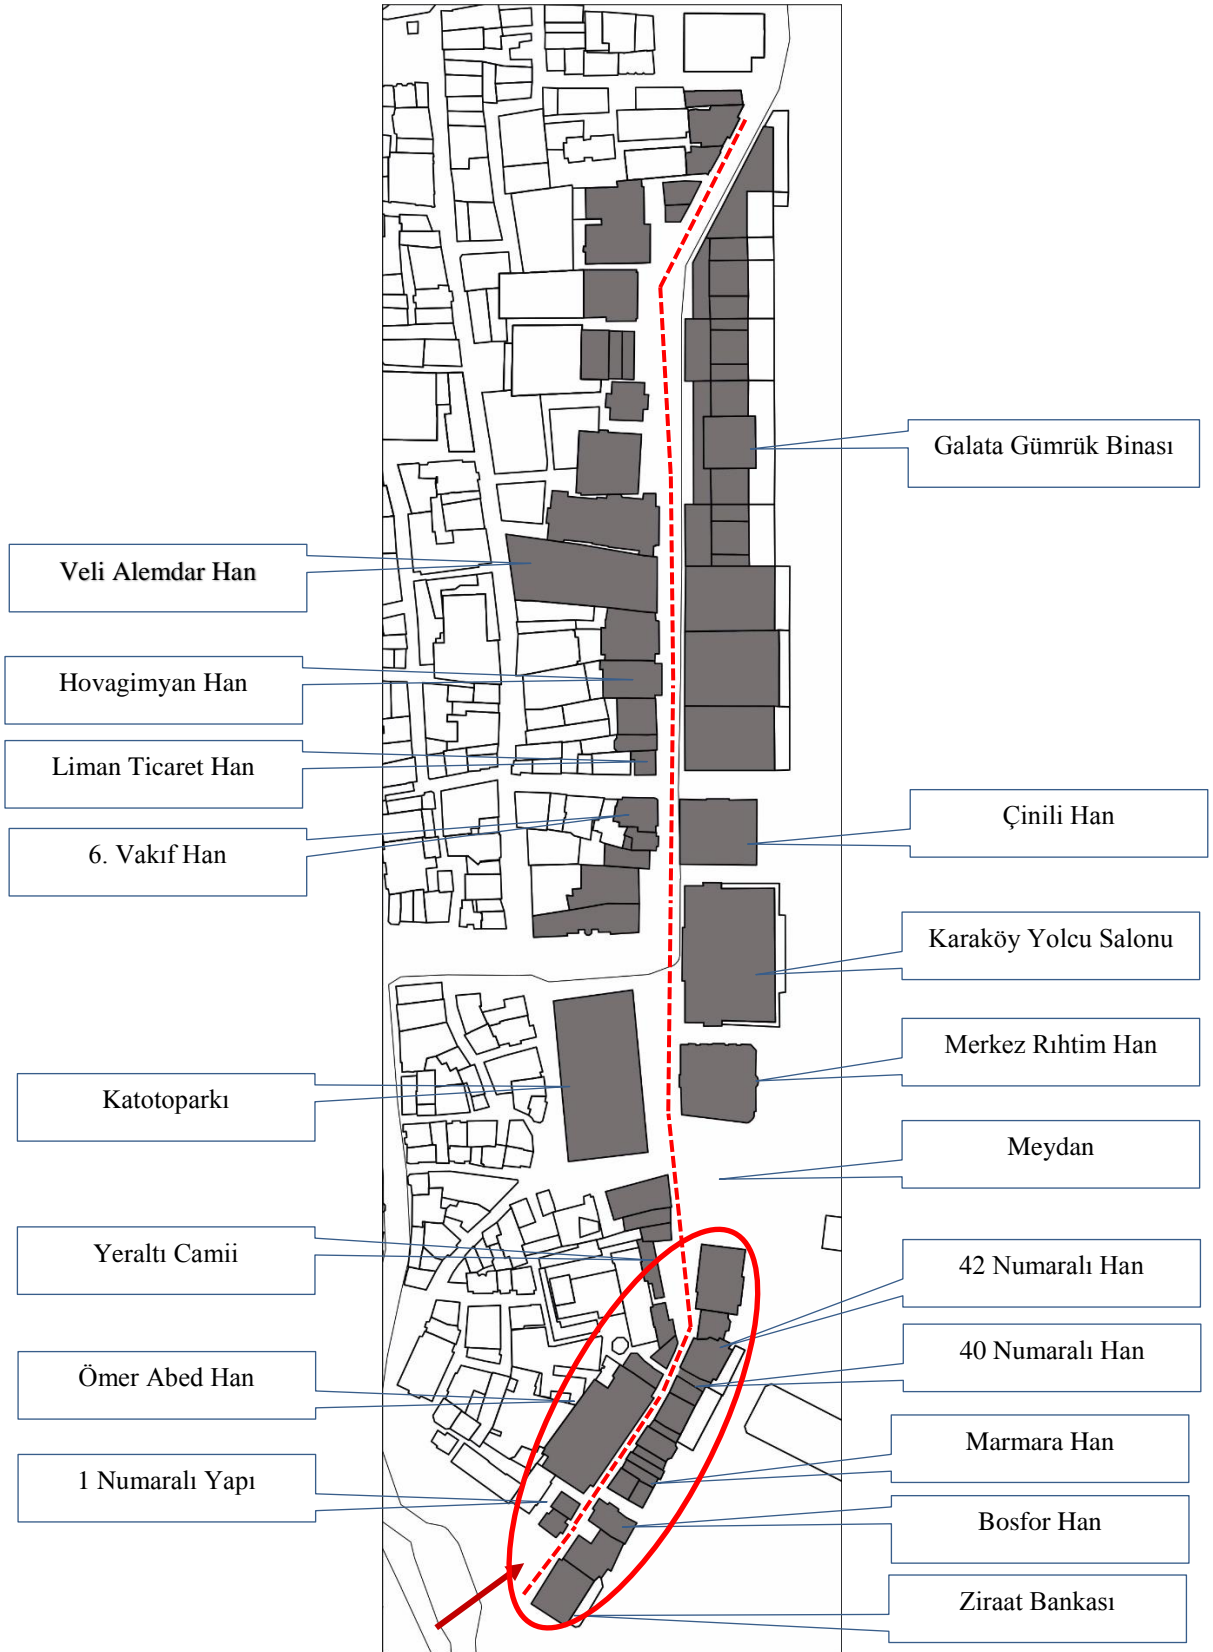 Galata Gümrük Binası
Veli Alemdar Han
Hovagimyan Han
Liman Ticaret Han
Çinili Han
6. Vakıf Han
Karaköy Yolcu Salonu
Merkez Rıhtim Han
Katotoparkı
Meydan
Yeraltı Camii
42 Numaralı Han
40 Numaralı Han
Ömer Abed Han
Marmara Han
1 Numaralı Yapı
Bosfor Han
Ziraat Bankası